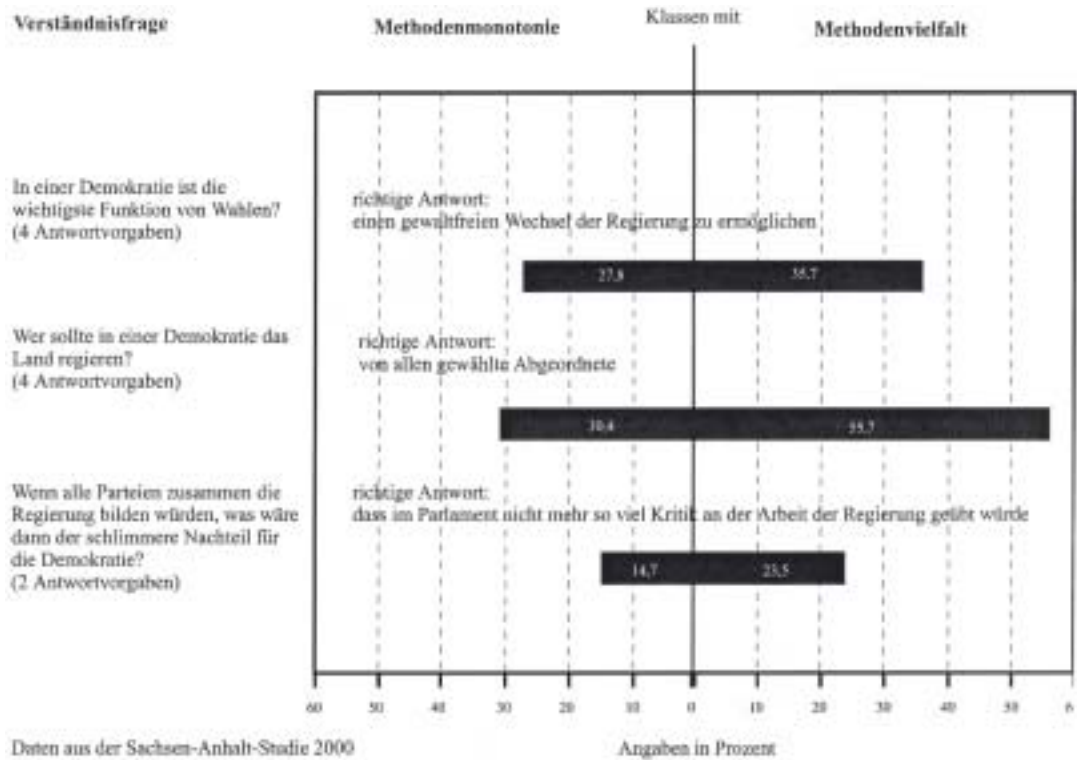 Klassen mit
Verständnisfrage
Methodenmonotonie
Methodenvielfalt
In einer Demokratie ist die
wichtigste Funktion von Wahlen?
(4 Antwortvorgaben)
richtige Antwort:
einen gewaltfreien Wechsel der Regierung zu ermöglichen
27,8
35,7
Wer sollte in einer Demokratie das
Land regieren?
(4 Antwortvorgaben)
richtige Antwort:
von allen gewählte Abgeordnete
30,4
55,7
Wenn alle Parteien zusammen die
Regierung bilden würden, was wäre
dann der schlimmere Nachteil für
die Demokratie?
(2 Antwortvorgaben)
richtige Antwort:
dass im Parlament nicht mehr so viel Kritik an der Arbeit der Regierung geübt würde
14,7
23,5
60 50 40 30 20 10 0 10 20 30 40 50 6
Daten aus der Sachsen-Anhalt-Studie 2000
Angaben in Prozent